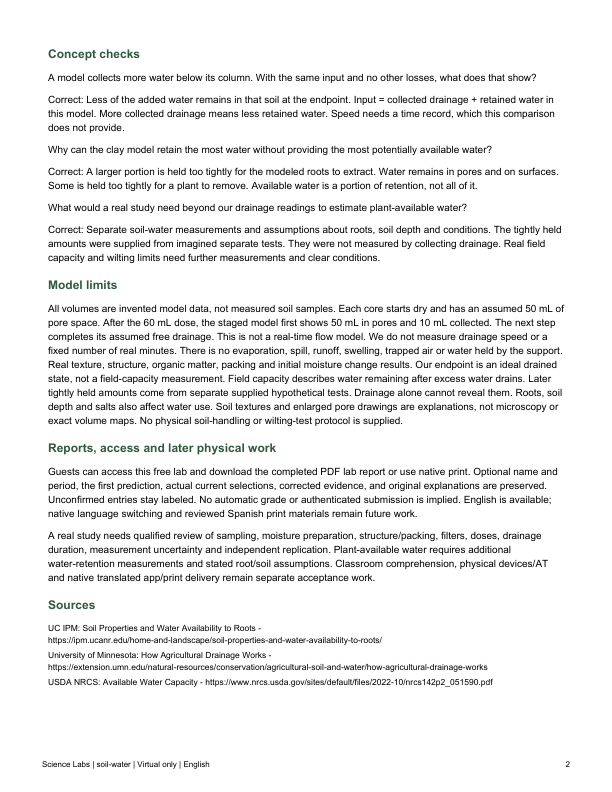 Concept checks
A model collects more water below its column. With the same input and no other losses, what does that show?
Correct: Less of the added water remains in that soil at the endpoint. Input = collected drainage + retained water in
this model. More collected drainage means less retained water. Speed needs a time record, which this comparison
does not provide.
Why can the clay model retain the most water without providing the most potentially available water?
Correct: A larger portion is held too tightly for the modeled roots to extract. Water remains in pores and on surfaces.
Some is held too tightly for a plant to remove. Available water is a portion of retention, not all of it.
What would a real study need beyond our drainage readings to estimate plant-available water?
Correct: Separate soil-water measurements and assumptions about roots, soil depth and conditions. The tightly held
amounts were supplied from imagined separate tests. They were not measured by collecting drainage. Real field
capacity and wilting limits need further measurements and clear conditions.
Model limits
All volumes are invented model data, not measured soil samples. Each core starts dry and has an assumed 50 mL of
pore space. After the 60 mL dose, the staged model first shows 50 mL in pores and 10 mL collected. The next step
completes its assumed free drainage. This is not a real-time flow model. We do not measure drainage speed or a
fixed number of real minutes. There is no evaporation, spill, runoff, swelling, trapped air or water held by the support.
Real texture, structure, organic matter, packing and initial moisture change results. Our endpoint is an ideal drained
state, not a field-capacity measurement. Field capacity describes water remaining after excess water drains. Later
tightly held amounts come from separate supplied hypothetical tests. Drainage alone cannot reveal them. Roots, soil
depth and salts also affect water use. Soil textures and enlarged pore drawings are explanations, not microscopy or
exact volume maps. No physical soil-handling or wilting-test protocol is supplied.
Reports, access and later physical work
Guests can access this free lab and download the completed PDF lab report or use native print. Optional name and
period, the first prediction, actual current selections, corrected evidence, and original explanations are preserved.
Unconfirmed entries stay labeled. No automatic grade or authenticated submission is implied. English is available;
native language switching and reviewed Spanish print materials remain future work.
A real study needs qualified review of sampling, moisture preparation, structure/packing, filters, doses, drainage
duration, measurement uncertainty and independent replication. Plant-available water requires additional
water-retention measurements and stated root/soil assumptions. Classroom comprehension, physical devices/AT
and native translated app/print delivery remain separate acceptance work.
Sources
UC IPM: Soil Properties and Water Availability to Roots -
https://ipm.ucanr.edu/home-and-landscape/soil-properties-and-water-availability-to-roots/
University of Minnesota: How Agricultural Drainage Works -
https://extension.umn.edu/natural-resources/conservation/agricultural-soil-and-water/how-agricultural-drainage-works
USDA NRCS: Available Water Capacity - https://www.nrcs.usda.gov/sites/default/files/2022-10/nrcs142p2_051590.pdf
Science Labs | soil-water | Virtual only | English
2